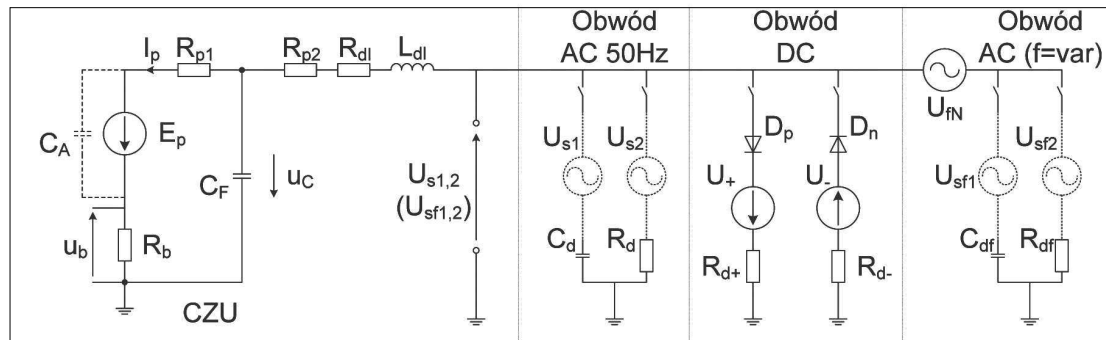 Obwód
AC 50Hz
Obwód
DC
Obwód
AC (f=var)
I_p
R_p1
R_p2
R_dl
L_dl
U_fN
C_A
E_p
C_F
u_C
U_s1,2
(U_sf1,2)
U_s1
U_s2
D_p
D_n
U_+
U_-
U_sf1
U_sf2
u_b
R_b
C_d
R_d
R_d+
R_d-
C_df
R_df
CZU